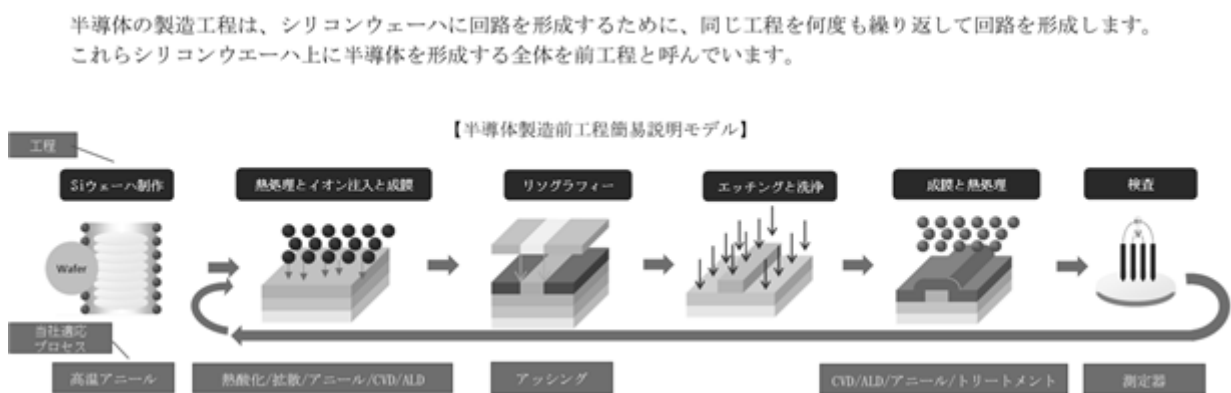 半導体の製造工程は、シリコンウェーハに回路を形成するために、同じ工程を何度も繰り返して回路を形成します。
これらシリコンウエーハ上に半導体を形成する全体を前工程と呼んでいます。
【半導体製造前工程簡易説明モデル】
工程
Siウェーハ制作
熱処理とイオン注入と成膜
リソグラフィー
エッチングと洗浄
成膜と熱処理
検査
Wafer
当社適応
プロセス
高温アニール
熱酸化/拡散/アニール/CVD/ALD
アッシング
CVD/ALD/アニール/トリートメント
測定器